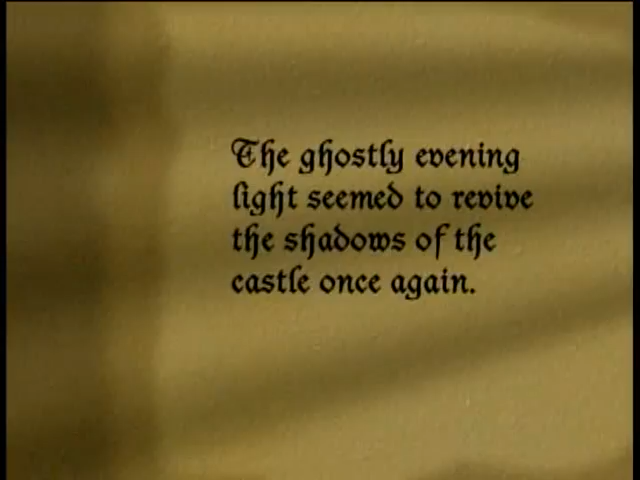 The ghostly evening
light seemed to revive
the shadows of the
castle once again.